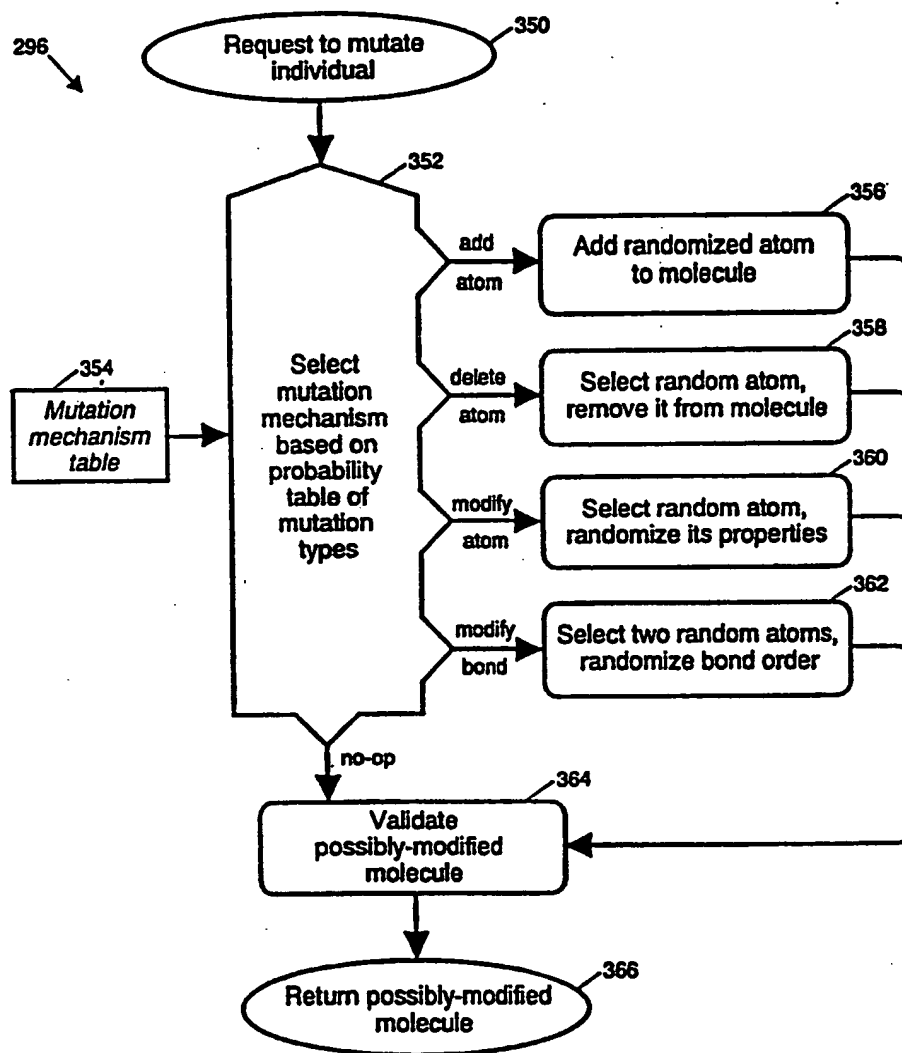 296
350
Request to mutate
individual
352
354
Mutation
mechanism
table
Select
mutation
mechanism
based on
probability
table of
mutation
types
add
atom
356
Add randomized atom
to molecule
delete
atom
358
Select random atom,
remove it from molecule
modify
atom
360
Select random atom,
randomize its properties
modify
bond
362
Select two random atoms,
randomize bond order
no-op
364
Validate
possibly-modified
molecule
366
Return possibly-modified
molecule